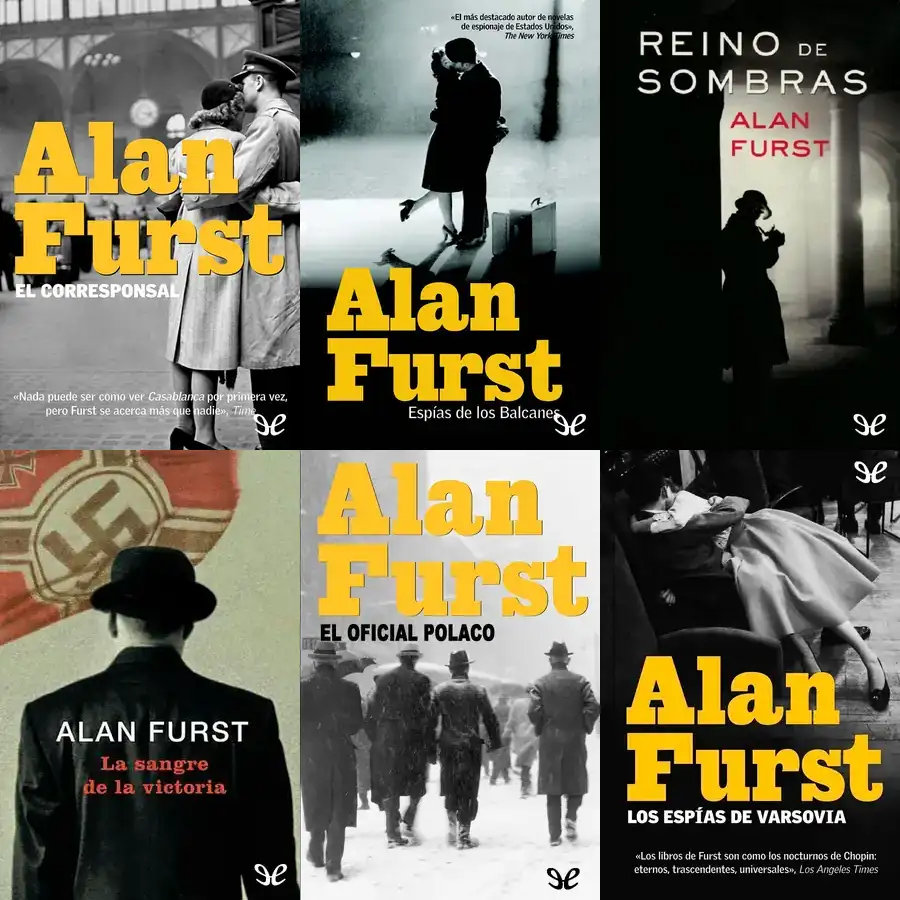 Alan
Furst
EL CORRESPONSAL
«Nada puede ser como ver Casablanca por primera vez,
pero Furst se acerca más que nadie», Time
«El más destacado autor de novelas
de espionaje de Estados Unidos»,
The New York Times
Alan
Furst
Espías de los Balcanes
REINO DE
SOMBRAS
ALAN
FURST
ALAN FURST
La sangre
de la victoria
Alan
Furst
EL OFICIAL POLACO
Alan
Furst
LOS ESPÍAS DE VARSOVIA
«Los libros de Furst son como los nocturnos de Chopin:
eternos, trascendentes, universales», Los Angeles Times